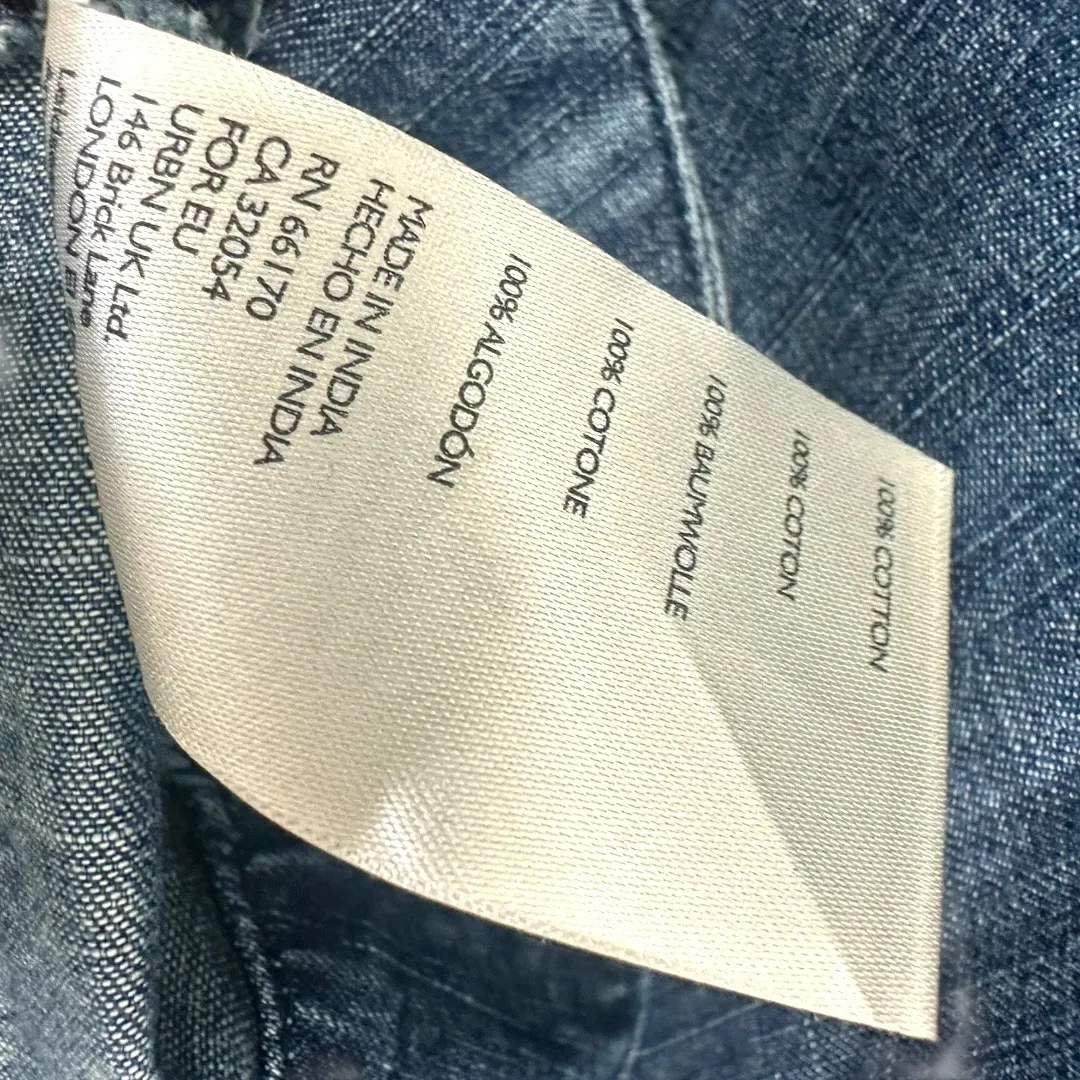 100% COTTON
100% COTON
100% BAUMWOLLE
100% COTONE
100% ALGODÓN
MADE IN INDIA
HECHO EN INDIA
RN 66170
CA 32054
FOR EU
URBN UK Ltd.
146 Brick Lane
LONDON